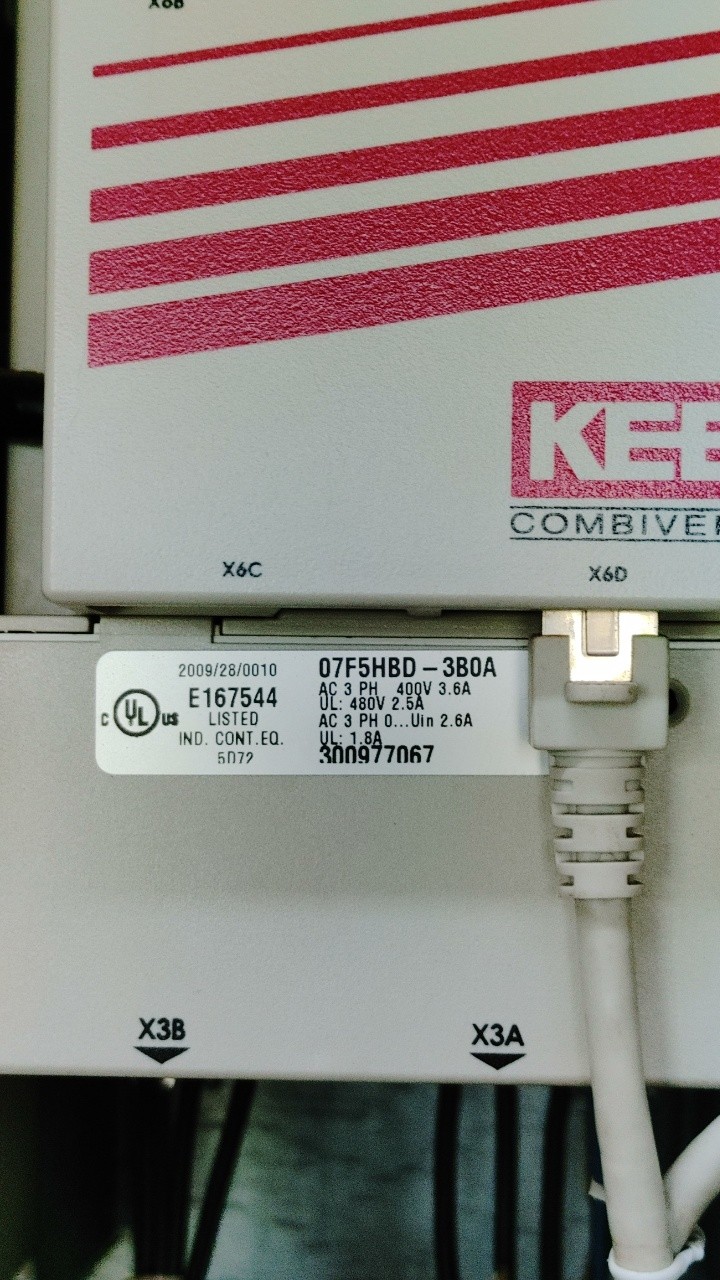 X6B
KEB
COMBIVER
X6C
X6D
2009/28/0010
E167544
LISTED
IND. CONT.EQ.
5D72
C UL US
07F5HBD-3B0A
AC 3 PH 400V 3.6A
UL: 480V 2.5A
AC 3 PH 0...Uin 2.6A
UL: 1.8A
300977067
X3B
X3A